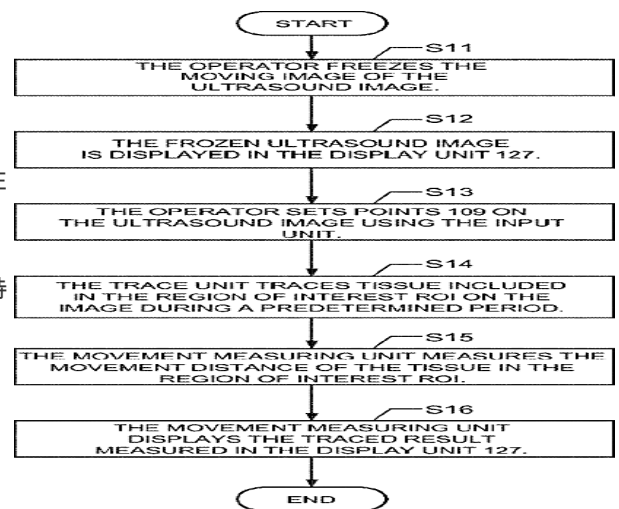 START
S11
THE OPERATOR FREEZES THE
MOVING IMAGE OF THE
ULTRASOUND IMAGE.
S12
THE FROZEN ULTRASOUND IMAGE
IS DISPLAYED IN THE DISPLAY UNIT 127.
S13
THE OPERATOR SETS POINTS 109 ON
THE ULTRASOUND IMAGE USING THE INPUT
UNIT.
S14
THE TRACE UNIT TRACES TISSUE INCLUDED
IN THE REGION OF INTEREST ROI ON THE
IMAGE DURING A PREDETERMINED PERIOD.
S15
THE MOVEMENT MEASURING UNIT MEASURES THE
MOVEMENT DISTANCE OF THE TISSUE IN THE
REGION OF INTEREST ROI.
S16
THE MOVEMENT MEASURING UNIT
DISPLAYS THE TRACED RESULT
MEASURED IN THE DISPLAY UNIT 127.
END